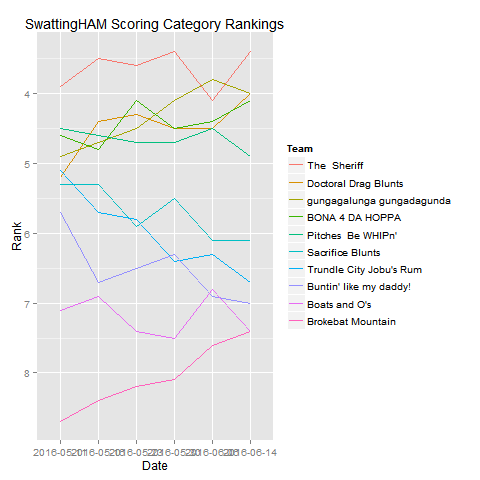 SwattingHAM Scoring Category Rankings
4
5
6
7
8
Rank
2016-06-14
Date
Team
The  Sheriff
Doctoral Drag Blunts
gungagalunga gungadagunda
BONA 4 DA HOPPA
Pitches  Be WHIPn'
Sacrifice Blunts
Trundle City Jobu's Rum
Buntin' like my daddy!
Boats and O's
Brokebat Mountain